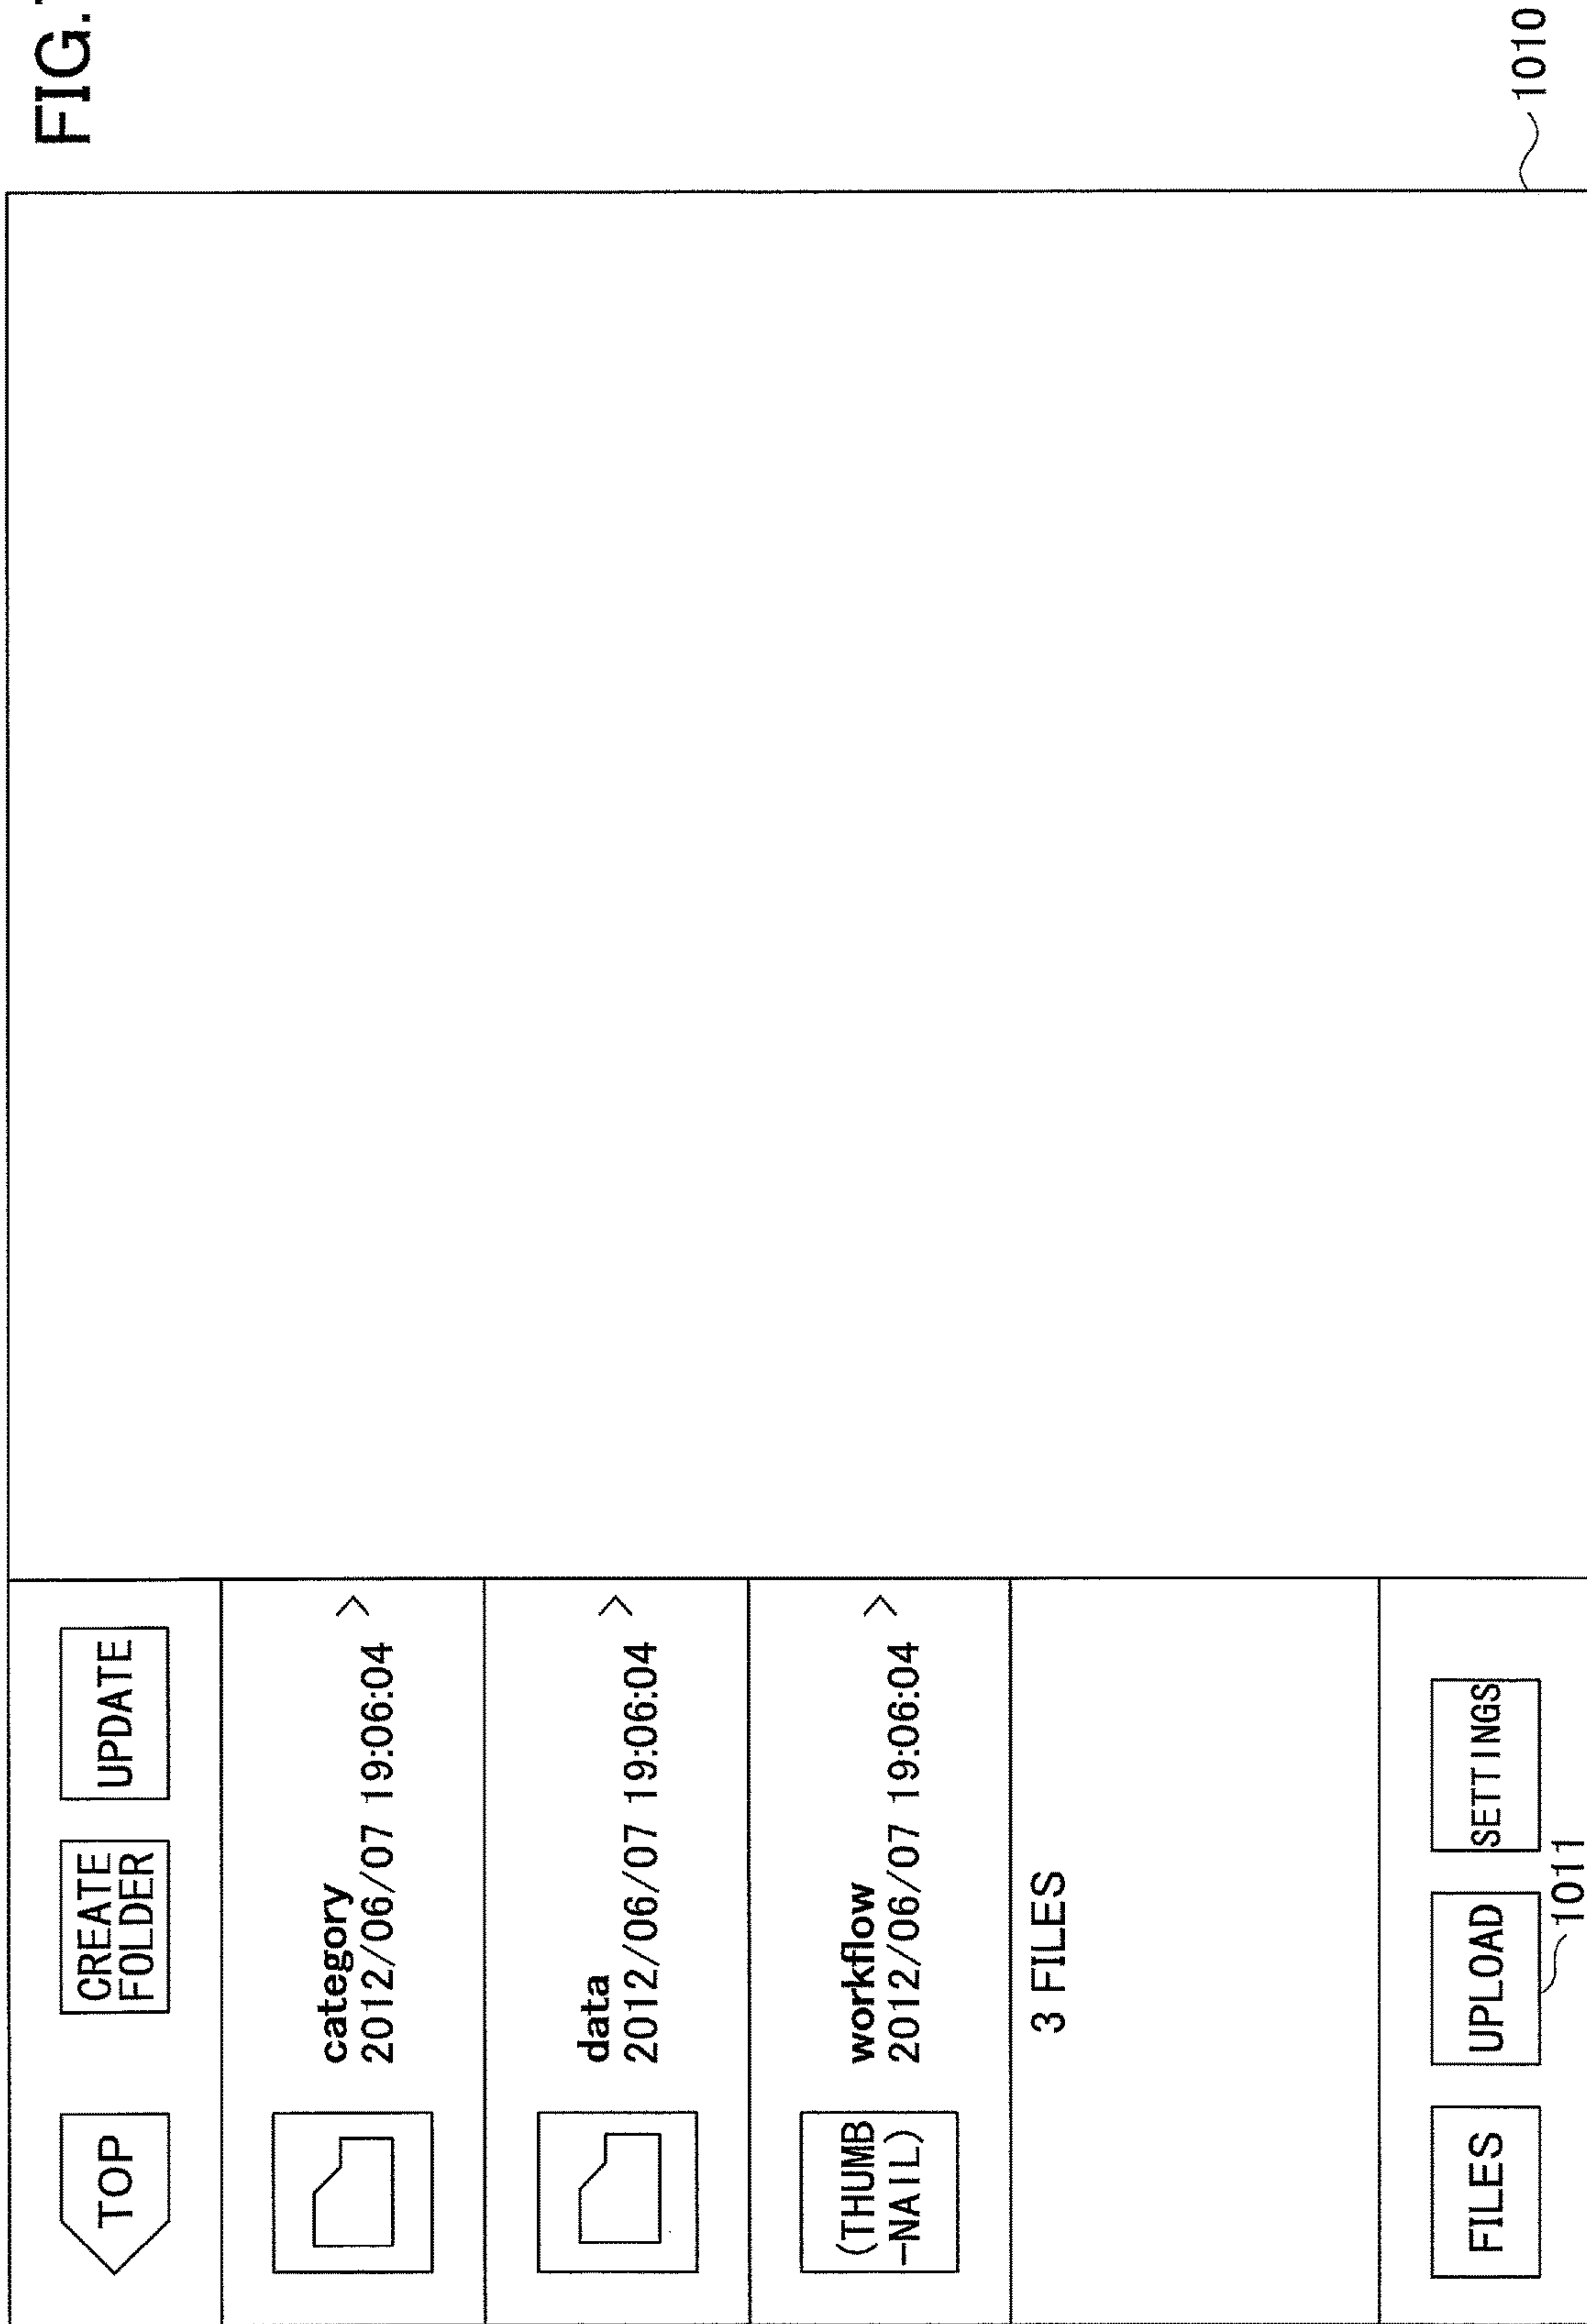 FIG.
TOP
CREATE
FOLDER
UPDATE
category
2012/06/07 19:06:04 >
data
2012/06/07 19:06:04 >
(THUMB
-NAIL)
workflow
2012/06/07 19:06:04 >
3 FILES
FILES
UPLOAD
SETTINGS
1011
1010